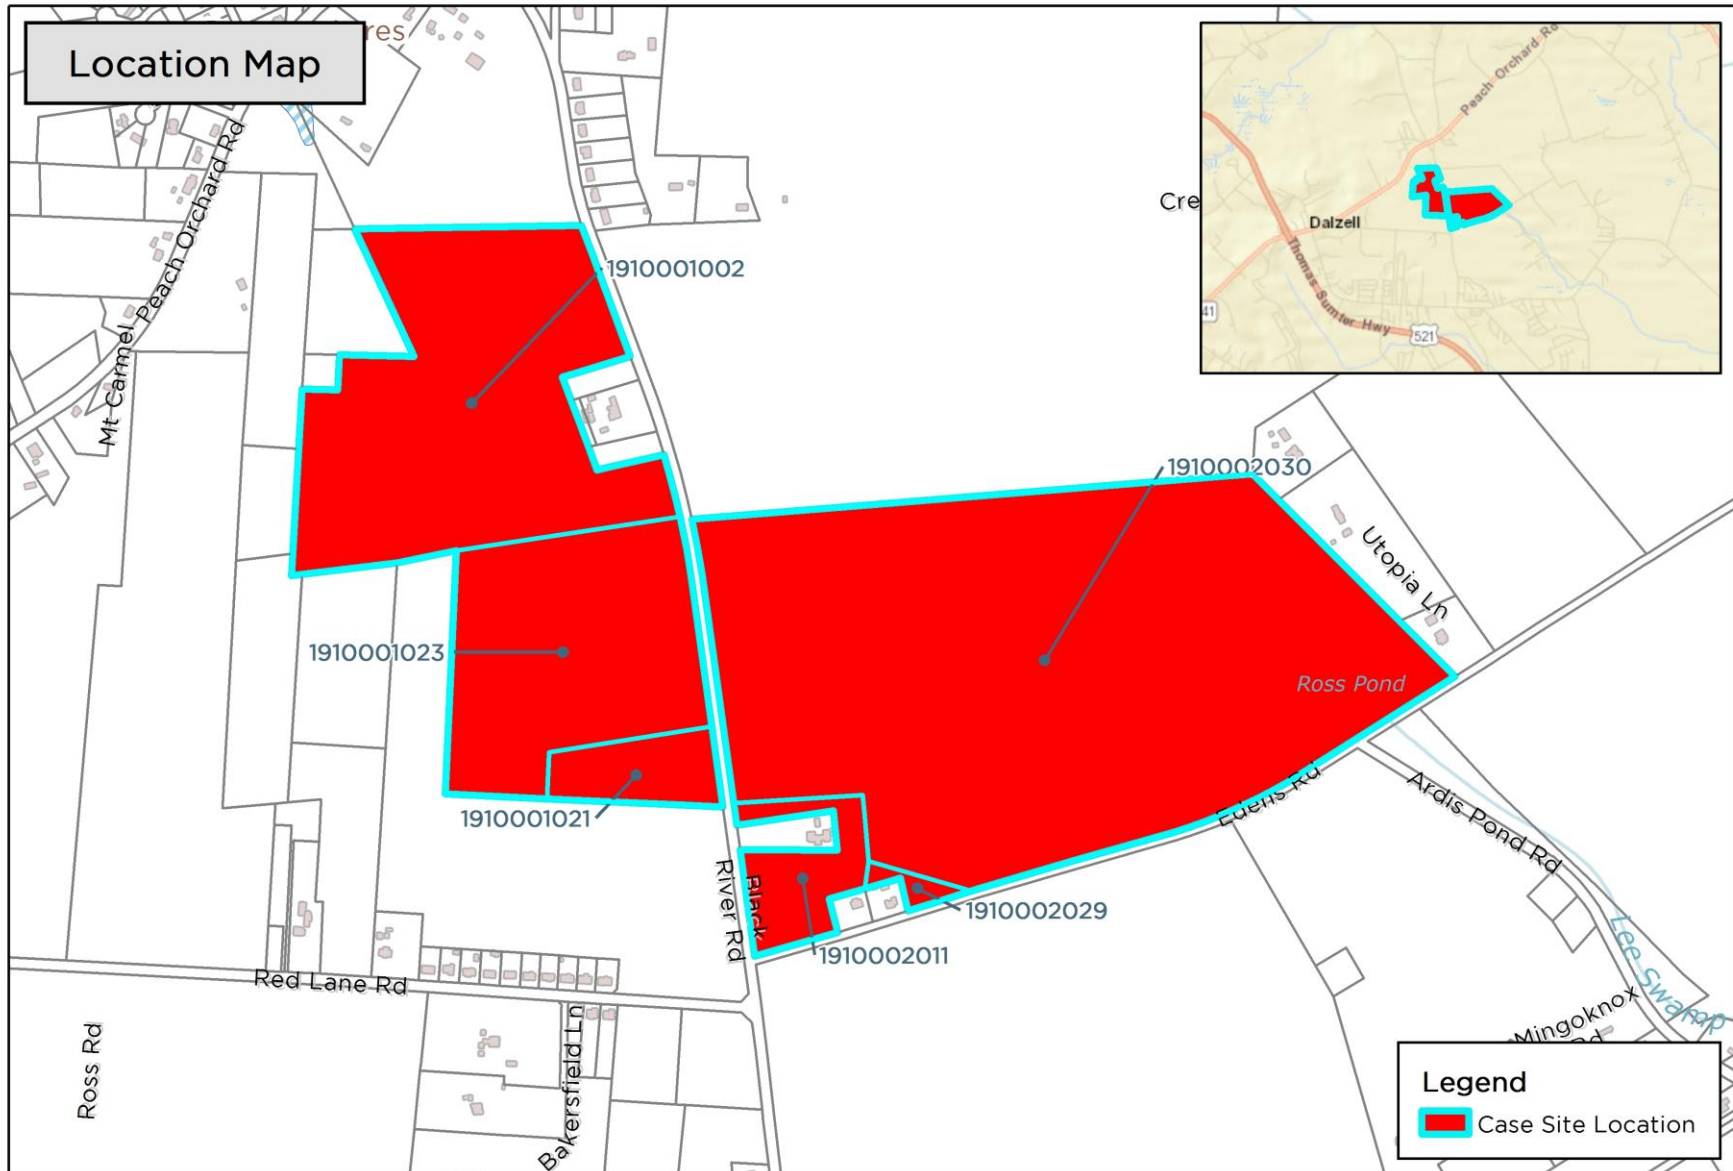 Location Map
res
Peach Orchard Rd
Mt Carmel
Peach Orchard Rd
Dalzell
Thomas Sumter Hwy
521
41
Cre
1910001002
1910002030
Utopia Ln
Ross Pond
1910001023
1910001021
Edens Rd
Ardis Pond Rd
Black
River Rd
1910002029
1910002011
Red Lane Rd
Ross Rd
Bakersfield Ln
Lee Swamp
Mingoknox
Rd
Legend
Case Site Location